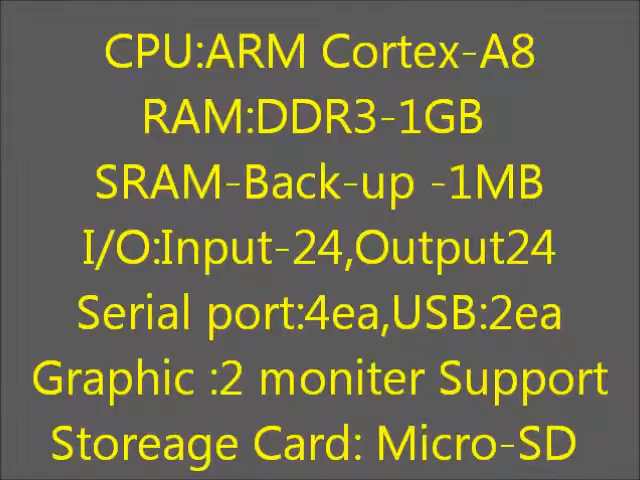 CPU:ARM Cortex-A8
RAM:DDR3-1GB
SRAM-Back-up -1MB
I/O:Input-24,Output24
Serial port:4ea,USB:2ea
Graphic :2 moniter Support
Storeage Card: Micro-SD